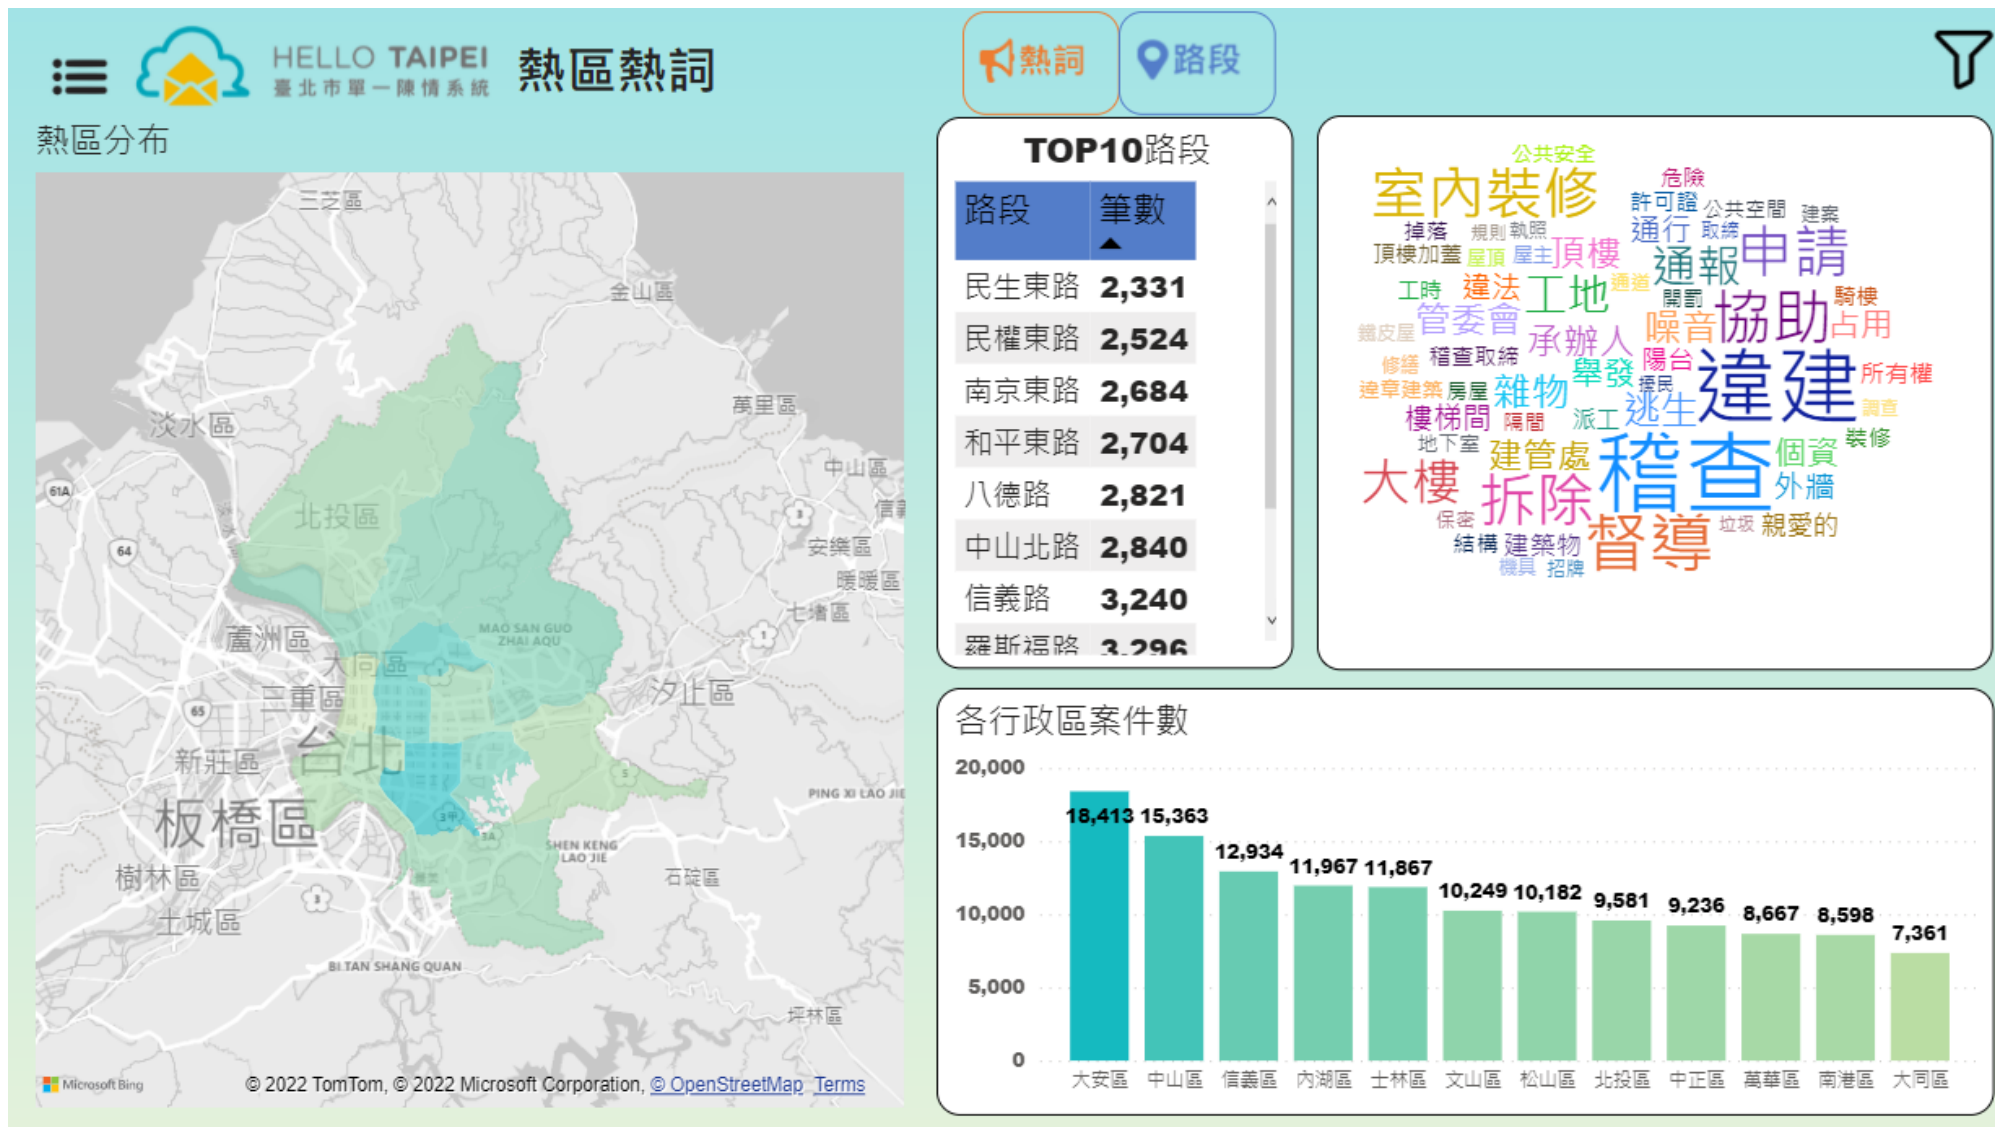 HELLO TAIPEI
臺北市單一陳情系統
熱區熱詞
熱詞
路段
熱區分布
三芝區
金山區
淡水區
萬里區
中山區
61A
北投區
3
64
安樂區
暖暖區
七堵區
MAO SAN GUO
ZHAI AQU
1
蘆洲區
大同區
1
三重區
汐止區
65
台北
新莊區
5
PING XI LAO JIE
板橋區
3甲
3A
SHEN KENG
LAO JIE
樹林區
石碇區
3
土城區
BI TAN SHANG QUAN
坪林區
Microsoft Bing
© 2022 TomTom, © 2022 Microsoft Corporation, © OpenStreetMap Terms
TOP10路段
路段 筆數
民生東路 2,331
民權東路 2,524
南京東路 2,684
和平東路 2,704
八德路 2,821
中山北路 2,840
信義路 3,240
羅斯福路 3,296
公共安全
室內裝修
危險
許可證 公共空間 建案
掉落 規則 執照 通行 取締 申請
頂樓加蓋 屋頂 屋主 頂樓 通報
工時 違法 工地 通道 開罰 騎樓
鐵皮屋 管委會 承辦人 噪音 協助 占用
修繕 稽查取締 舉發 陽台 違建 所有權
違章建築 房屋 雜物 擾民 調查
樓梯間 隔間 派工 逃生
地下室 建管處 稽查 個資 裝修
大樓 拆除 外牆
保密 督導 垃圾 親愛的
結構 建築物
機具 招牌
各行政區案件數
20,000
15,000
10,000
5,000
0
18,413 15,363 12,934 11,967 11,867 10,249 10,182 9,581 9,236 8,667 8,598 7,361
大安區 中山區 信義區 內湖區 士林區 文山區 松山區 北投區 中正區 萬華區 南港區 大同區